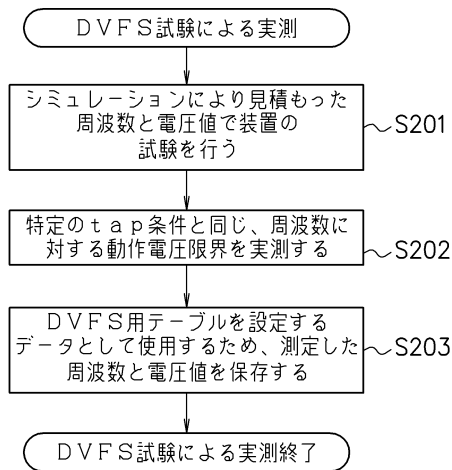 ＤＶＦＳ試験による実測
シミュレーションにより見積もった
周波数と電圧値で装置の
試験を行う
S201
特定のｔａｐ条件と同じ、周波数に
対する動作電圧限界を実測する
S202
ＤＶＦＳ用テーブルを設定する
データとして使用するため、測定した
周波数と電圧値を保存する
S203
ＤＶＦＳ試験による実測終了